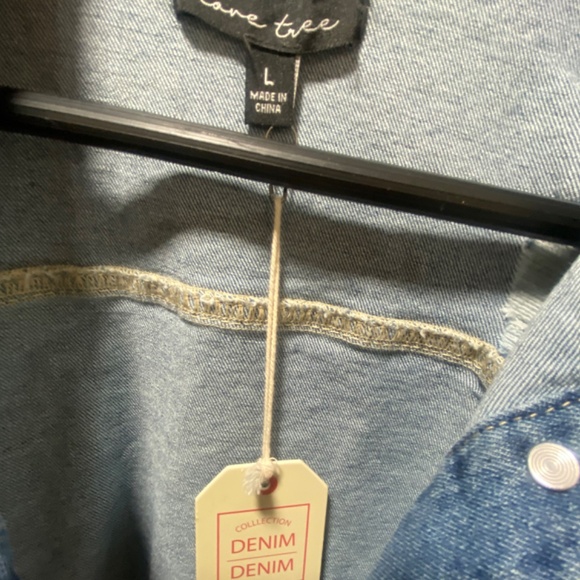 love tree
L
MADE IN
CHINA
COLLLECTION
DENIM
DENIM